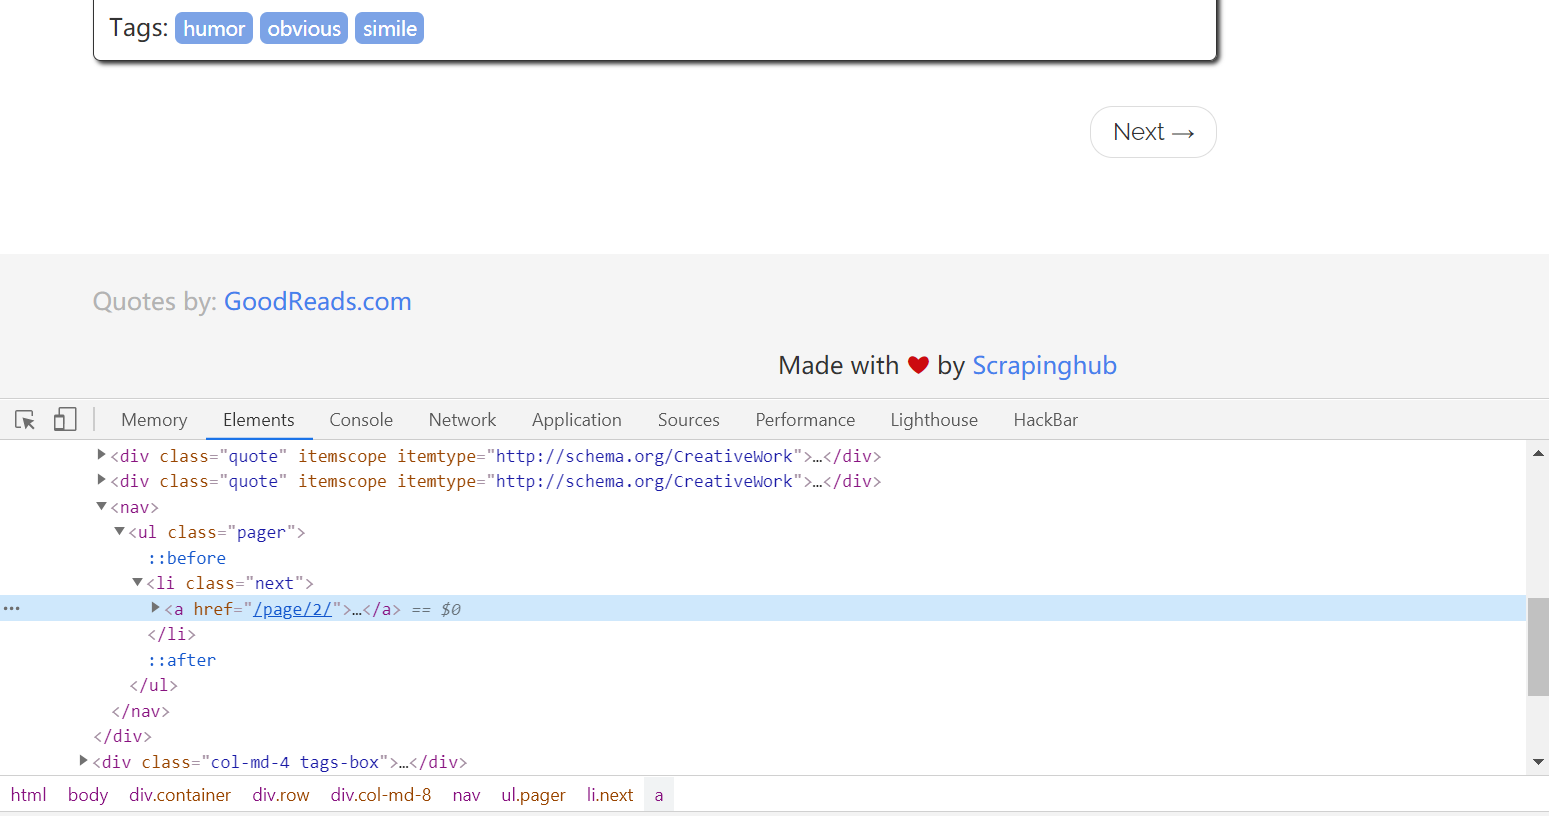 Tags: humor obvious simile
Next →
Quotes by: GoodReads.com
Made with ❤ by Scrapinghub
Memory Elements Console Network Application Sources Performance Lighthouse HackBar
<div class="quote" itemscope itemtype="http://schema.org/CreativeWork">…</div>
<div class="quote" itemscope itemtype="http://schema.org/CreativeWork">…</div>
<nav>
<ul class="pager">
::before
<li class="next">
<a href="/page/2/">…</a> == $0
</li>
::after
</ul>
</nav>
</div>
<div class="col-md-4 tags-box">…</div>
html body div.container div.row div.col-md-8 nav ul.pager li.next a